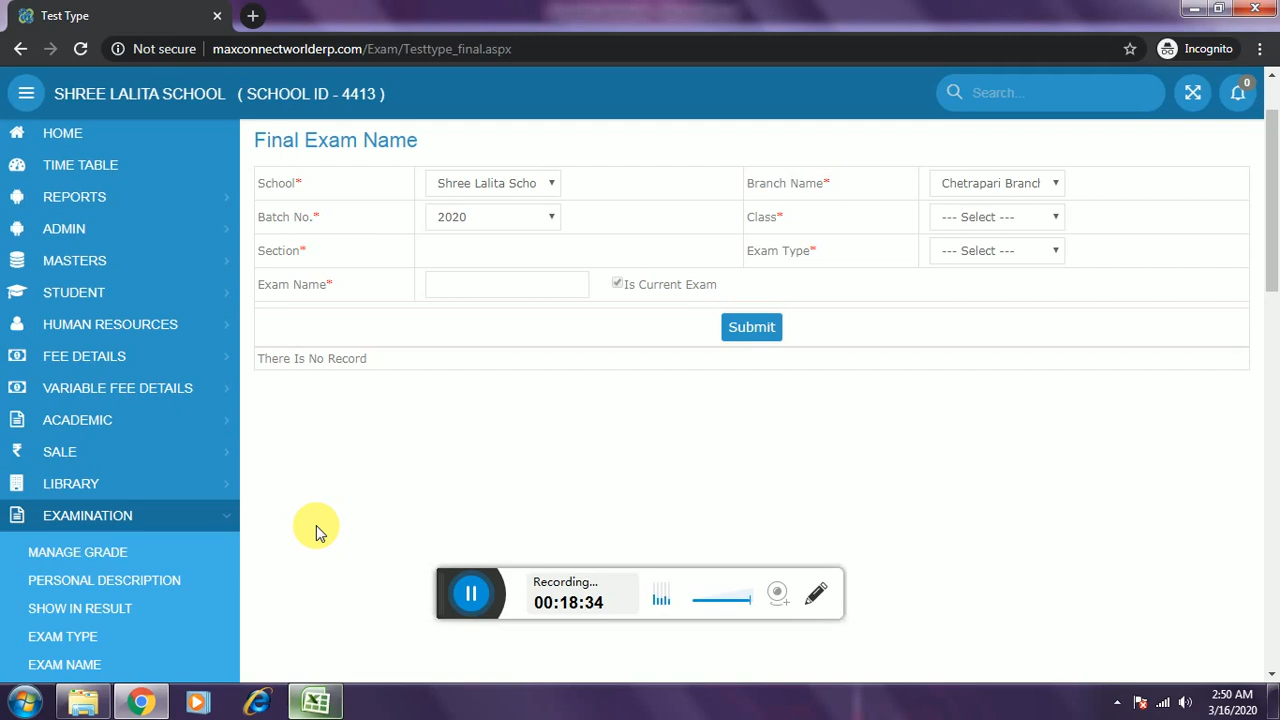 Test Type
Not secure maxconnectworlderp.com/Exam/Testtype_final.aspx Incognito
SHREE LALITA SCHOOL ( SCHOOL ID - 4413 ) Search... 0
HOME
TIME TABLE
REPORTS
ADMIN
MASTERS
STUDENT
HUMAN RESOURCES
FEE DETAILS
VARIABLE FEE DETAILS
ACADEMIC
SALE
LIBRARY
EXAMINATION
MANAGE GRADE
PERSONAL DESCRIPTION
SHOW IN RESULT
EXAM TYPE
EXAM NAME
Final Exam Name
School* Shree Lalita Scho Branch Name* Chetrapari Branch
Batch No.* 2020 Class* --- Select ---
Section* Exam Type* --- Select ---
Exam Name* Is Current Exam
Submit
There Is No Record
Recording...
00:18:34
2:50 AM
3/16/2020